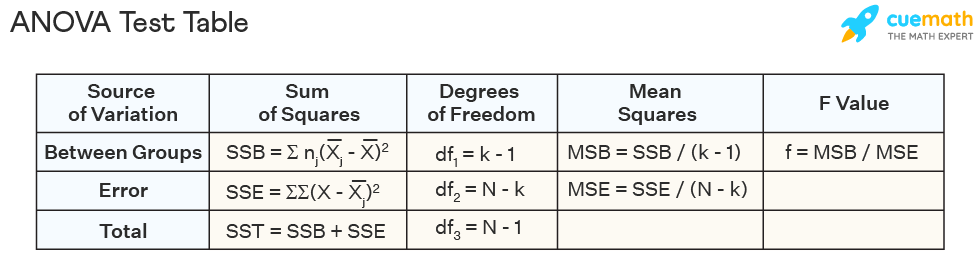 ANOVA Test Table
cuemath
THE MATH EXPERT
Source of Variation | Sum of Squares | Degrees of Freedom | Mean Squares | F Value
Between Groups | SSB = Σ nⱼ(X̅ⱼ - X̅)² | df₁ = k - 1 | MSB = SSB / (k - 1) | f = MSB / MSE
Error | SSE = ΣΣ(X - X̅ⱼ)² | df₂ = N - k | MSE = SSE / (N - k)
Total | SST = SSB + SSE | df₃ = N - 1